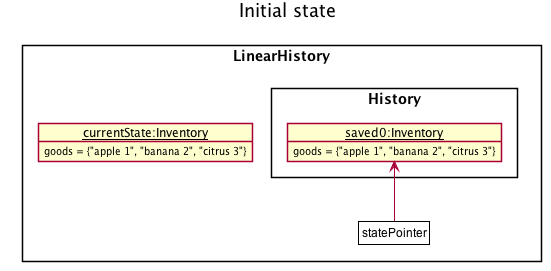 Initial state
LinearHistory
History
currentState:Inventory
goods = {"apple 1", "banana 2", "citrus 3"}
saved0:Inventory
goods = {"apple 1", "banana 2", "citrus 3"}
statePointer